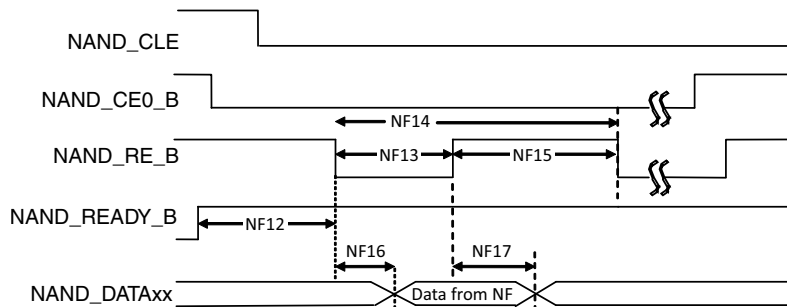 NAND_CLE
NAND_CE0_B
NF14
NAND_RE_B
NF13
NF15
NAND_READY_B
NF12
NF16
NF17
NAND_DATAxx
Data from NF